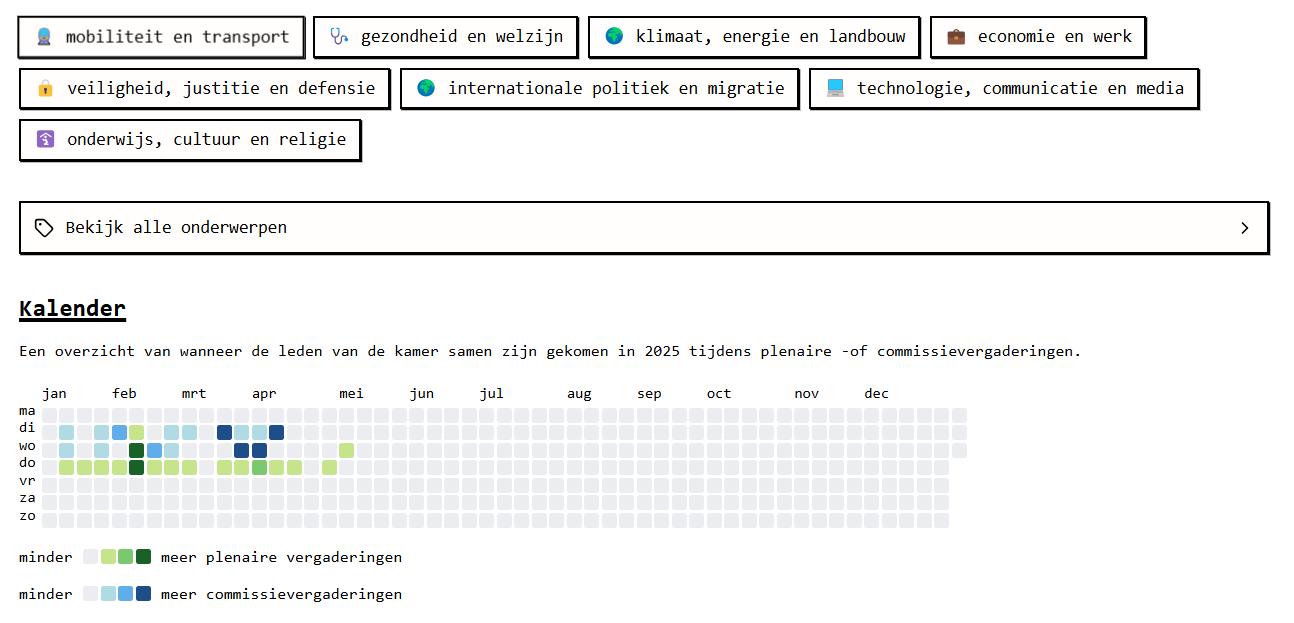 mobiliteit en transport gezondheid en welzijn klimaat, energie en landbouw economie en werk
veiligheid, justitie en defensie internationale politiek en migratie technologie, communicatie en media
onderwijs, cultuur en religie
Bekijk alle onderwerpen
Kalender
Een overzicht van wanneer de leden van de kamer samen zijn gekomen in 2025 tijdens plenaire -of commissievergaderingen.
jan feb mrt apr mei jun jul aug sep oct nov dec
ma
di
wo
do
vr
za
zo
minder meer plenaire vergaderingen
minder meer commissievergaderingen